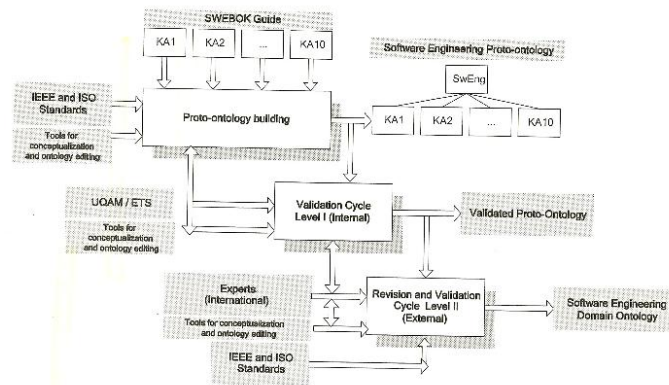 SWEBOK Guide
KA1
KA2
...
KA10
Software Engineering Proto-ontology
SwEng
IEEE and ISO
Standards
Proto-ontology building
KA1
KA2
...
KA10
Tools for
conceptualization
and ontology editing
UQAM / ETS
Validation Cycle
Level I (Internal)
Validated Proto-Ontology
Tools for
conceptualization
and ontology editing
Experts
(International)
Revision and Validation
Cycle Level II
(External)
Software Engineering
Domain Ontology
Tools for conceptualization
and ontology editing
IEEE and ISO
Standards